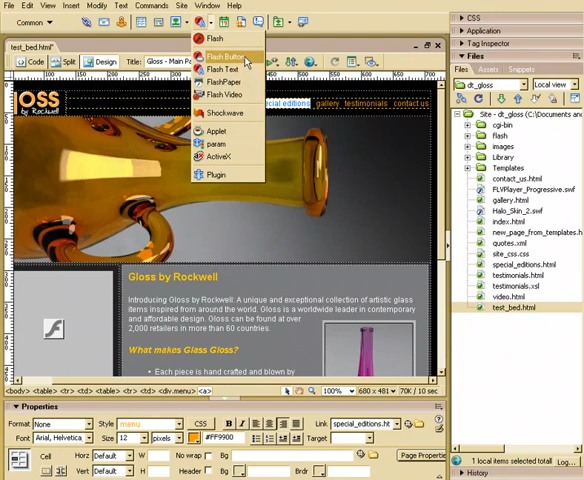 File Edit View Insert Modify Text Commands Site Window Help
CSS
Common
Application
Tag Inspector
Flash
test_bed.html*
Files
Files Assets Snippets
Code Split Design Title: Gloss - Main Pa
Flash Button
dt_gloss Local view
Flash Text
FlashPaper
Flash Video
GLOSS
by Rockwell
special editions gallery testimonials contact us
Shockwave
Applet
param
ActiveX
Plugin
Site - dt_gloss (C:\Documents and
cgi-bin
flash
images
Library
Templates
contact_us.html
FLVPlayer_Progressive.swf
gallery.html
Halo_Skin_2.swf
index.html
new_page_from_templates.h
quotes.xml
site_css.css
special_editions.html
testimonials.html
testimonials.xsl
video.html
test_bed.html
Gloss by Rockwell
Introducing Gloss by Rockwell: A unique and exceptional collection of artistic glass
items inspired from around the world. Gloss is a worldwide leader in contemporary
and affordable design. Gloss can be found at over
2,000 retailers in more than 60 countries.
What makes Glass Gloss?
Each piece is hand crafted and blown by
<body> <table> <tr> <td> <table> <tr> <td> <div.menu> <a>
100% 680 x 481 70K / 10 sec
Properties
Format None Style menu CSS B I Link special_editions.ht
Font Arial, Helvetica, Size 12 pixels #FF9900 Target
Cell Horz Default W No wrap Bg Page Properties
Vert Default H Header Bg Brdr
1 local items selected totall Log...
History